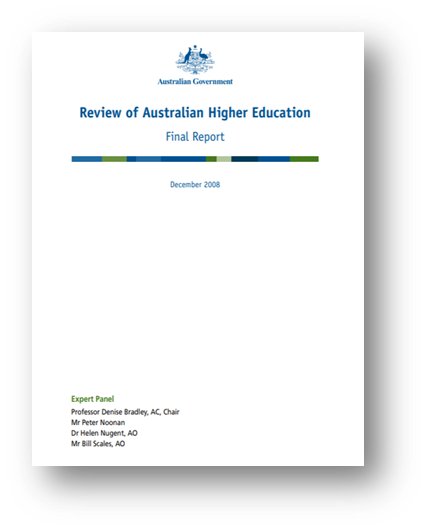 Australian Government
Review of Australian Higher Education
Final Report
December 2008
Expert Panel
Professor Denise Bradley, AC, Chair
Mr Peter Noonan
Dr Helen Nugent, AO
Mr Bill Scales, AO